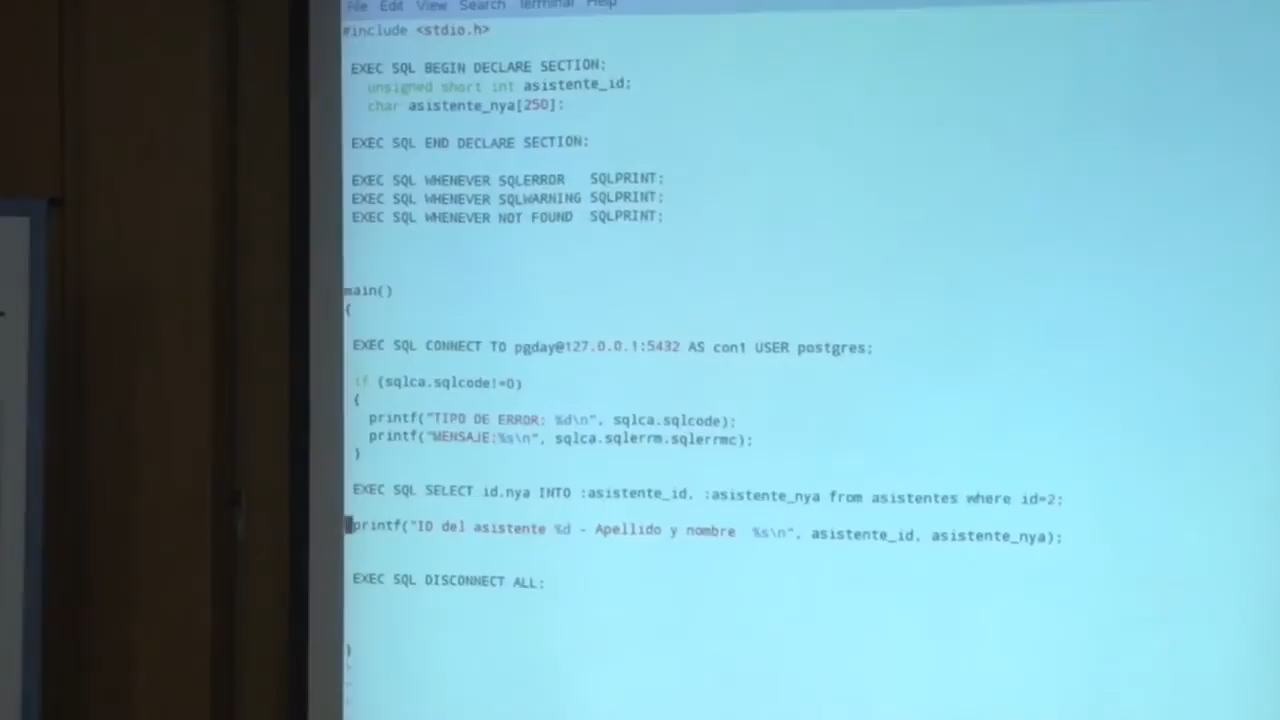 File Edit View Search Terminal Help
#include <stdio.h>
EXEC SQL BEGIN DECLARE SECTION;
unsigned short int asistente_id;
char asistente_nya[250];
EXEC SQL END DECLARE SECTION;
EXEC SQL WHENEVER SQLERROR SQLPRINT;
EXEC SQL WHENEVER SQLWARNING SQLPRINT;
EXEC SQL WHENEVER NOT FOUND SQLPRINT;
main()
{
EXEC SQL CONNECT TO pgday@127.0.0.1:5432 AS con1 USER postgres;
if (sqlca.sqlcode!=0)
{
printf("TIPO DE ERROR: %d\n", sqlca.sqlcode);
printf("MENSAJE:%s\n", sqlca.sqlerrm.sqlerrmc);
}
EXEC SQL SELECT id,nya INTO :asistente_id, :asistente_nya from asistentes where id=2;
printf("ID del asistente %d - Apellido y nombre %s\n", asistente_id, asistente_nya);
EXEC SQL DISCONNECT ALL;
}
~
~
~